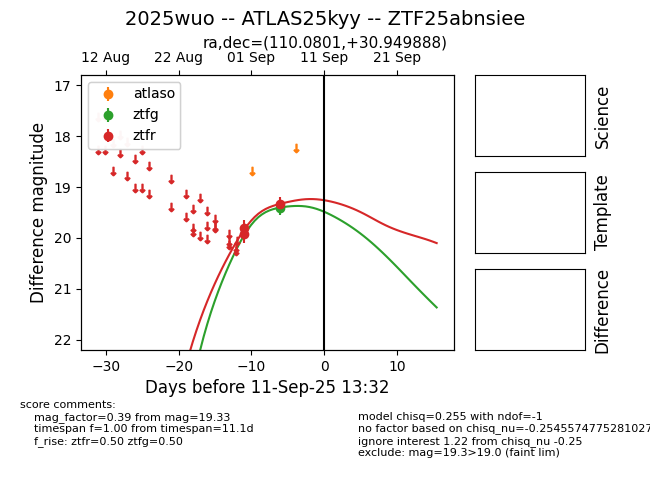 2025wuo -- ATLAS25kyy -- ZTF25abnsiee
ra,dec=(110.0801,+30.949888)
12 Aug 22 Aug 01 Sep 11 Sep 21 Sep
atlaso
ztfg
ztfr
17
18
19
20
21
22
Difference magnitude
−30 −20 −10 0 10
Days before 11-Sep-25 13:32
Science
Template
Difference
score comments:
mag_factor=0.39 from mag=19.33
timespan f=1.00 from timespan=11.1d
f_rise: ztfr=0.50 ztfg=0.50
model chisq=0.255 with ndof=-1
no factor based on chisq_nu=-0.2545574775281027
ignore interest 1.22 from chisq_nu -0.25
exclude: mag=19.3>19.0 (faint lim)